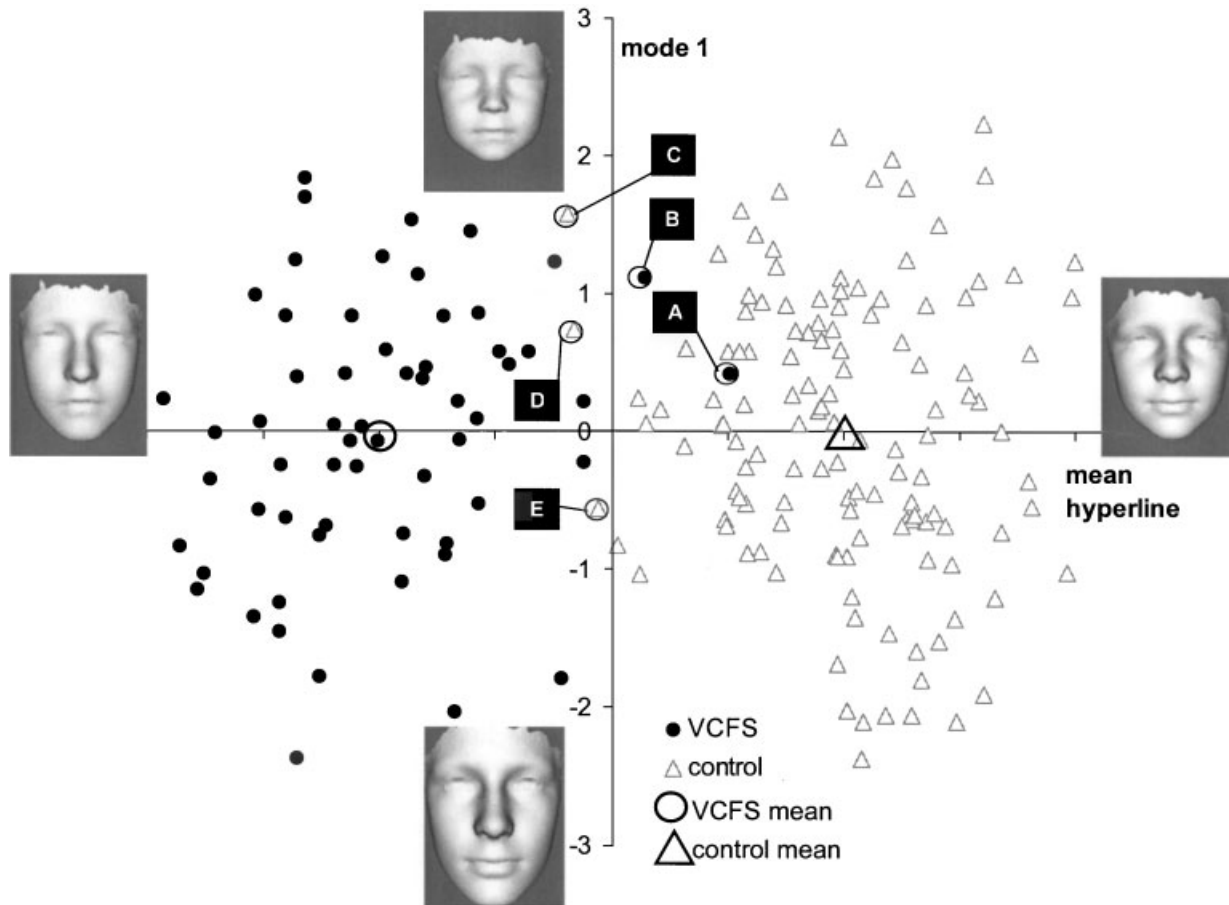 3
mode 1
C
2
B
1
A
D
0
mean
hyperline
E
-1
-2
VCFS
control
VCFS mean
control mean
-3